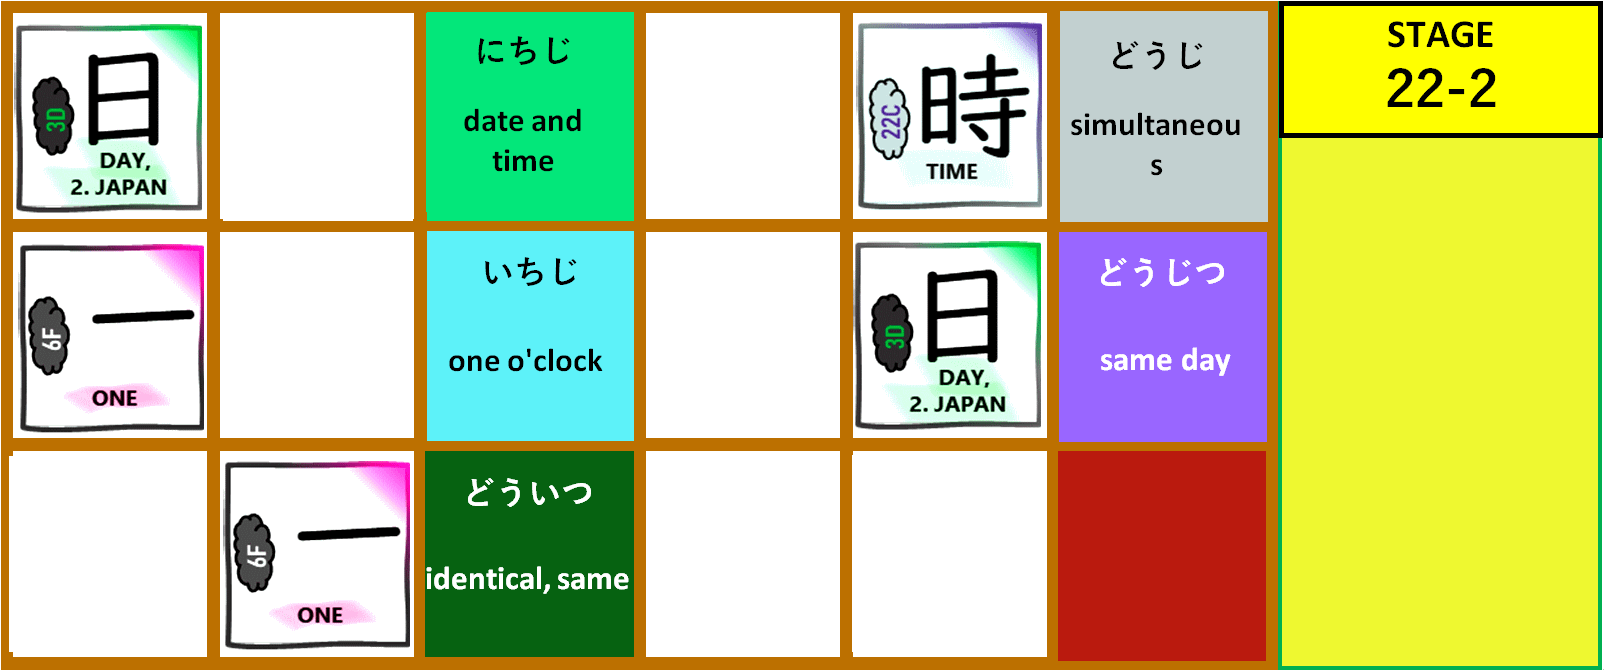 日
3D
DAY,
2. JAPAN
にちじ
date and
time
時
22C
TIME
どうじ
simultaneou
s
STAGE
22-2
一
6F
ONE
いちじ
one o'clock
日
3D
DAY,
2. JAPAN
どうじつ
same day
一
6F
ONE
どういつ
identical, same